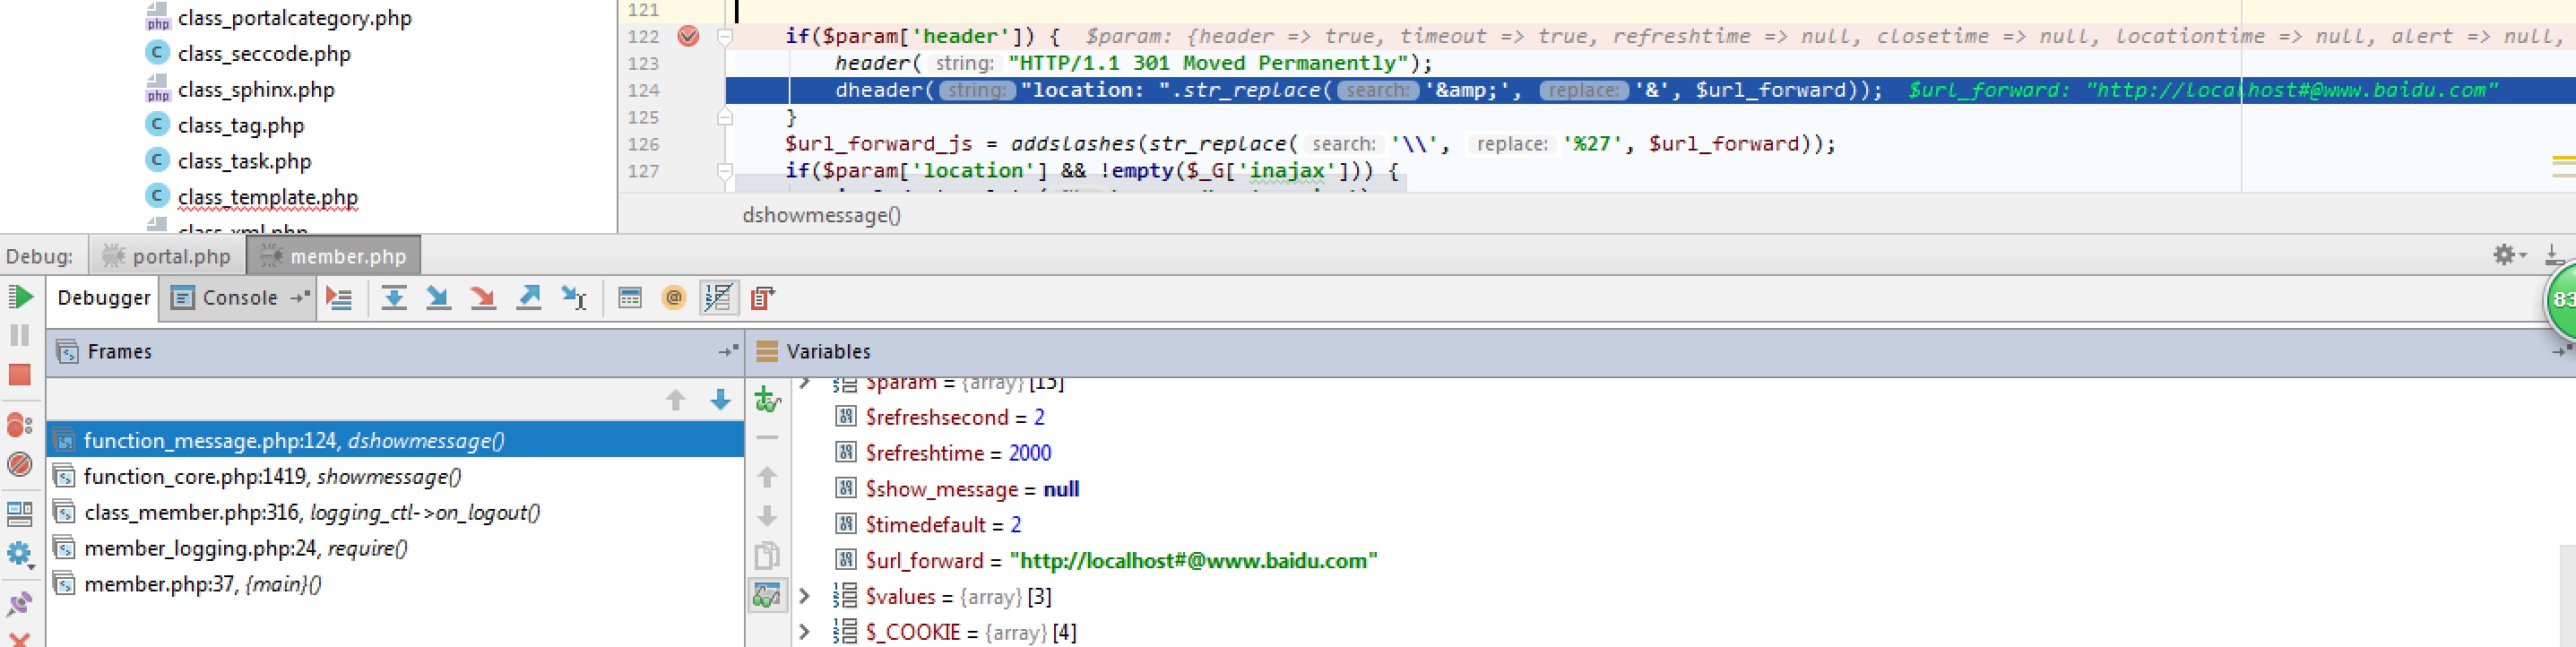 class_portalcategory.php
class_seccode.php
class_sphinx.php
class_tag.php
class_task.php
class_template.php
class_xml.php
121
122 if($param['header']) { $param: {header => true, timeout => true, refreshtime => null, closetime => null, locationtime => null, alert => null,
123 header( string: "HTTP/1.1 301 Moved Permanently");
124 dheader( string: "location: ".str_replace( search: '&amp;', replace: '&', $url_forward)); $url_forward: "http://localhost#@www.baidu.com"
125 }
126 $url_forward_js = addslashes(str_replace( search: '\\', replace: '%27', $url_forward));
127 if($param['location'] && !empty($_G['inajax'])) {
dshowmessage()
Debug: portal.php member.php
83
Debugger Console
Frames
Variables
function_message.php:124, dshowmessage()
function_core.php:1419, showmessage()
class_member.php:316, logging_ctl->on_logout()
member_logging.php:24, require()
member.php:37, {main}()
$param = {array} [15]
$refreshsecond = 2
$refreshtime = 2000
$show_message = null
$timedefault = 2
$url_forward = "http://localhost#@www.baidu.com"
$values = {array} [3]
$_COOKIE = {array} [4]